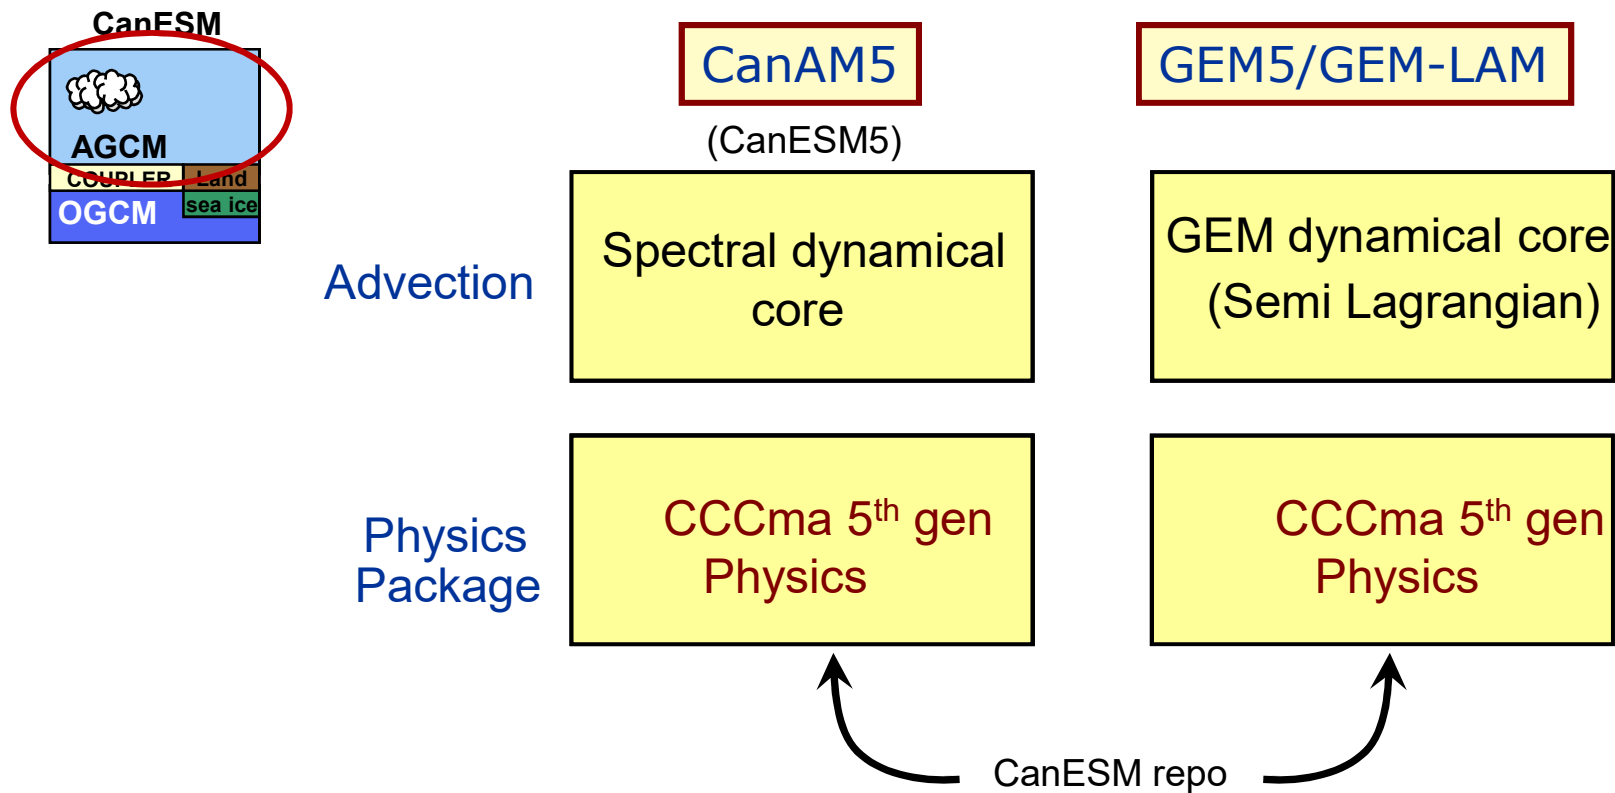 CanESM
AGCM
COUPLER
Land
OGCM
sea ice
CanAM5
(CanESM5)
GEM5/GEM-LAM
Advection
Spectral dynamical
core
GEM dynamical core
(Semi Lagrangian)
Physics
Package
CCCma 5th gen
Physics
CCCma 5th gen
Physics
CanESM repo